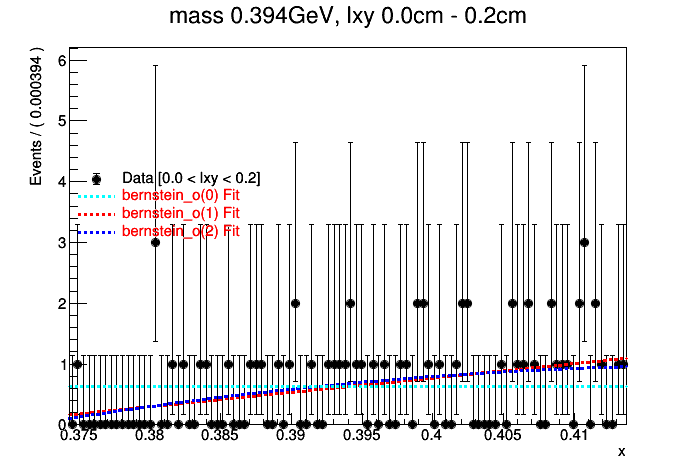 mass 0.394GeV, lxy 0.0cm - 0.2cm
Events / ( 0.000394 )
6
5
4
3
2
1
0
Data [0.0 < lxy < 0.2]
bernstein_o(0) Fit
bernstein_o(1) Fit
bernstein_o(2) Fit
0.375 0.38 0.385 0.39 0.395 0.4 0.405 0.41
x